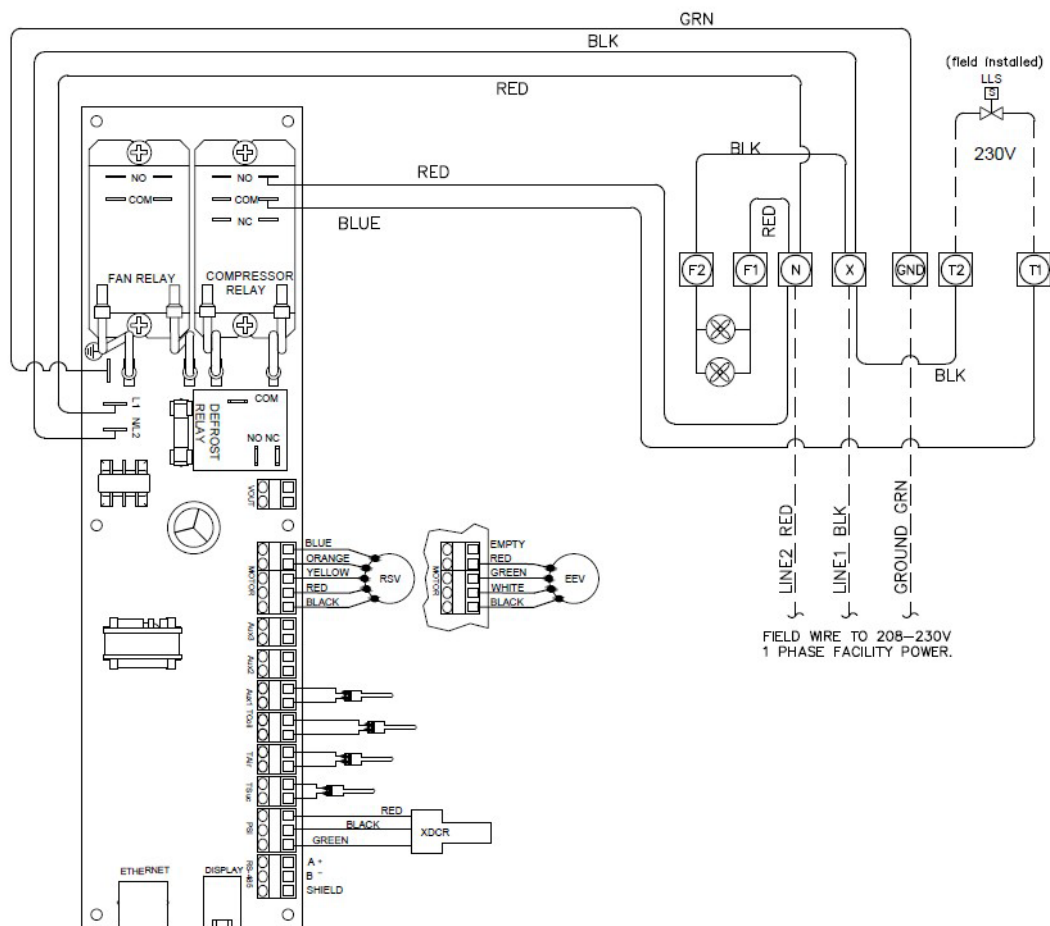 GRN
BLK
RED
(field installed)
LLS
S
230V
NO
COM
NO
COM
NC
RED
BLUE
BLK
RED
FAN RELAY
COMPRESSOR
RELAY
F2
F1
N
X
GND
T2
T1
BLK
L1
N/L2
DEFROST
RELAY
COM
NO NC
VOUT
MOTOR
BLUE
ORANGE
YELLOW
RED
BLACK
RSV
MOTOR
EMPTY
RED
GREEN
WHITE
BLACK
EEV
LINE2 RED
LINE1 BLK
GROUND GRN
FIELD WIRE TO 208-230V
1 PHASE FACILITY POWER.
Aux3
Aux2
Aux1
TCoil
TAir
TSuc
PSI
RED
BLACK
GREEN
XDCR
RS-485
A +
B -
SHIELD
ETHERNET
DISPLAY